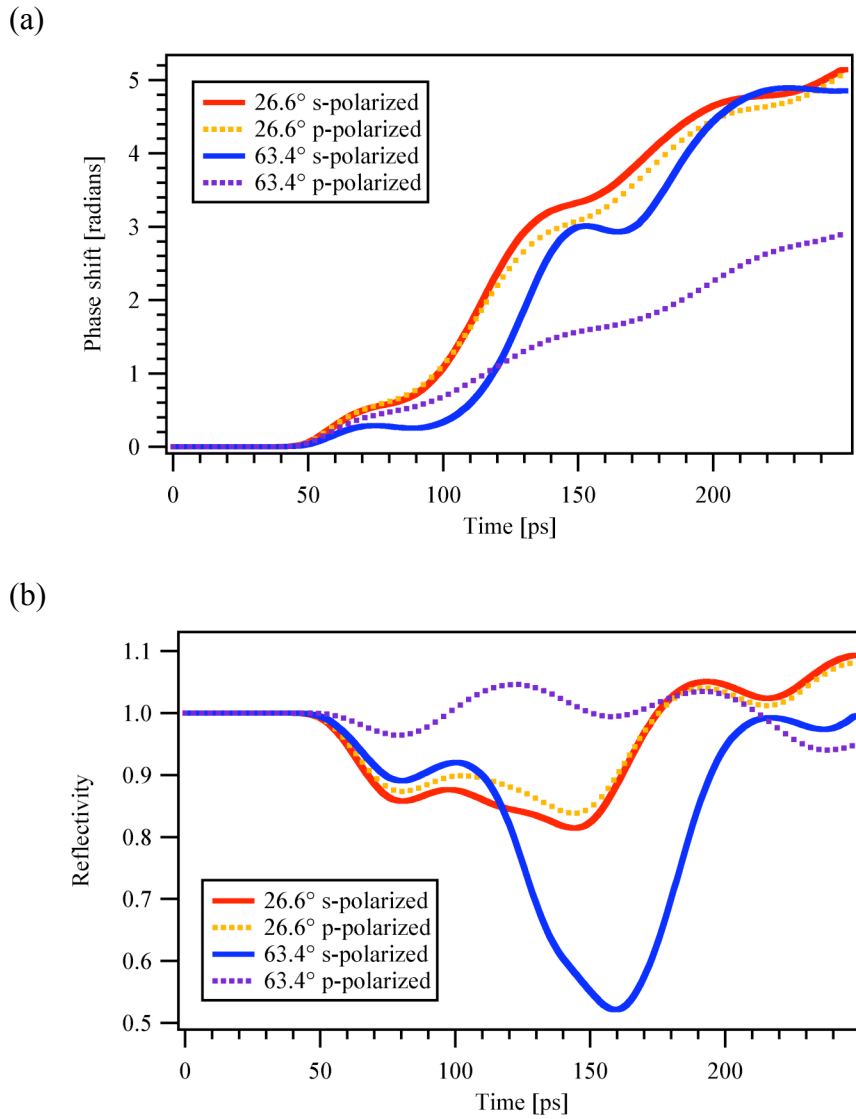 (a)
5
4
3
2
1
0
Phase shift [radians]
26.6° s-polarized
26.6° p-polarized
63.4° s-polarized
63.4° p-polarized
0
50
100
150
200
Time [ps]
(b)
1.1
1.0
0.9
0.8
0.7
0.6
0.5
Reflectivity
26.6° s-polarized
26.6° p-polarized
63.4° s-polarized
63.4° p-polarized
0
50
100
150
200
Time [ps]